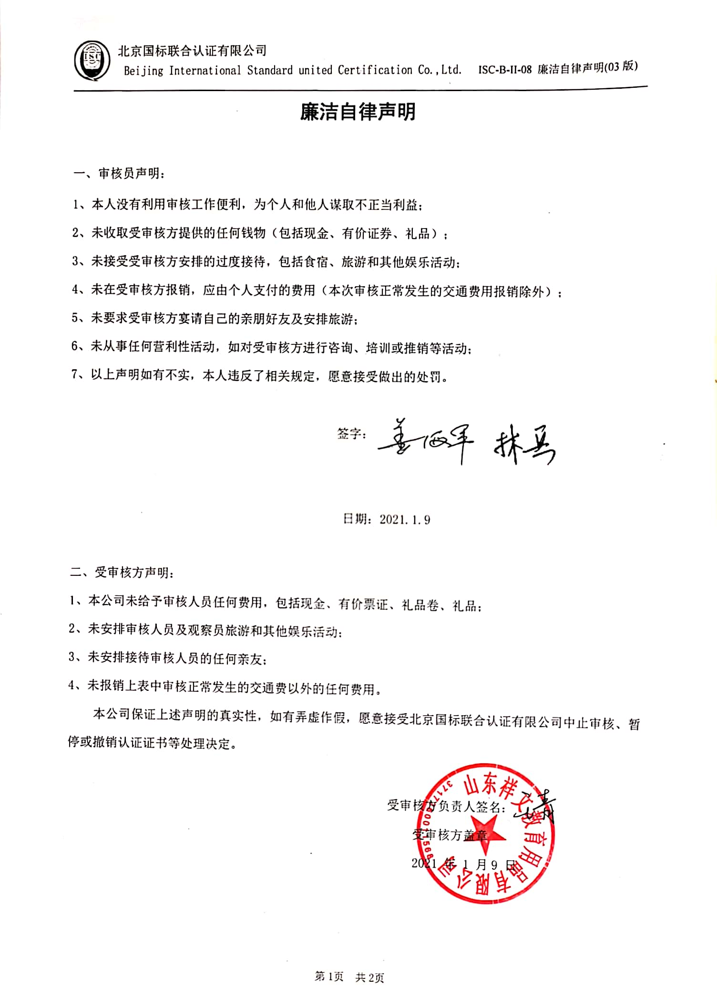 ISC
北京国标联合认证有限公司
Beijing International Standard united Certification Co.,Ltd. ISC-B-II-08 廉洁自律声明(03 版)
廉洁自律声明
一、审核员声明：
1、本人没有利用审核工作便利，为个人和他人谋取不正当利益；
2、未收取受审核方提供的任何钱物（包括现金、有价证券、礼品）；
3、未接受受审核方安排的过度接待，包括食宿、旅游和其他娱乐活动；
4、未在受审核方报销，应由个人支付的费用（本次审核正常发生的交通费用报销除外）；
5、未要求受审核方宴请自己的亲朋好友及安排旅游；
6、未从事任何营利性活动，如对受审核方进行咨询、培训或推销等活动；
7、以上声明如有不实，本人违反了相关规定，愿意接受做出的处罚。
签字：
日期：2021.1.9
二、受审核方声明：
1、本公司未给予审核人员任何费用，包括现金、有价票证、礼品卷、礼品；
2、未安排审核人员及观察员旅游和其他娱乐活动；
3、未安排接待审核人员的任何亲友；
4、未报销上表中审核正常发生的交通费以外的任何费用。
本公司保证上述声明的真实性，如有弄虚作假，愿意接受北京国标联合认证有限公司中止审核、暂
停或撤销认证证书等处理决定。
受审核方负责人签名：
受审核方盖章
2021 年 1 月 9 日
山东祥文教育用品有限公司
第 1页 共 2页